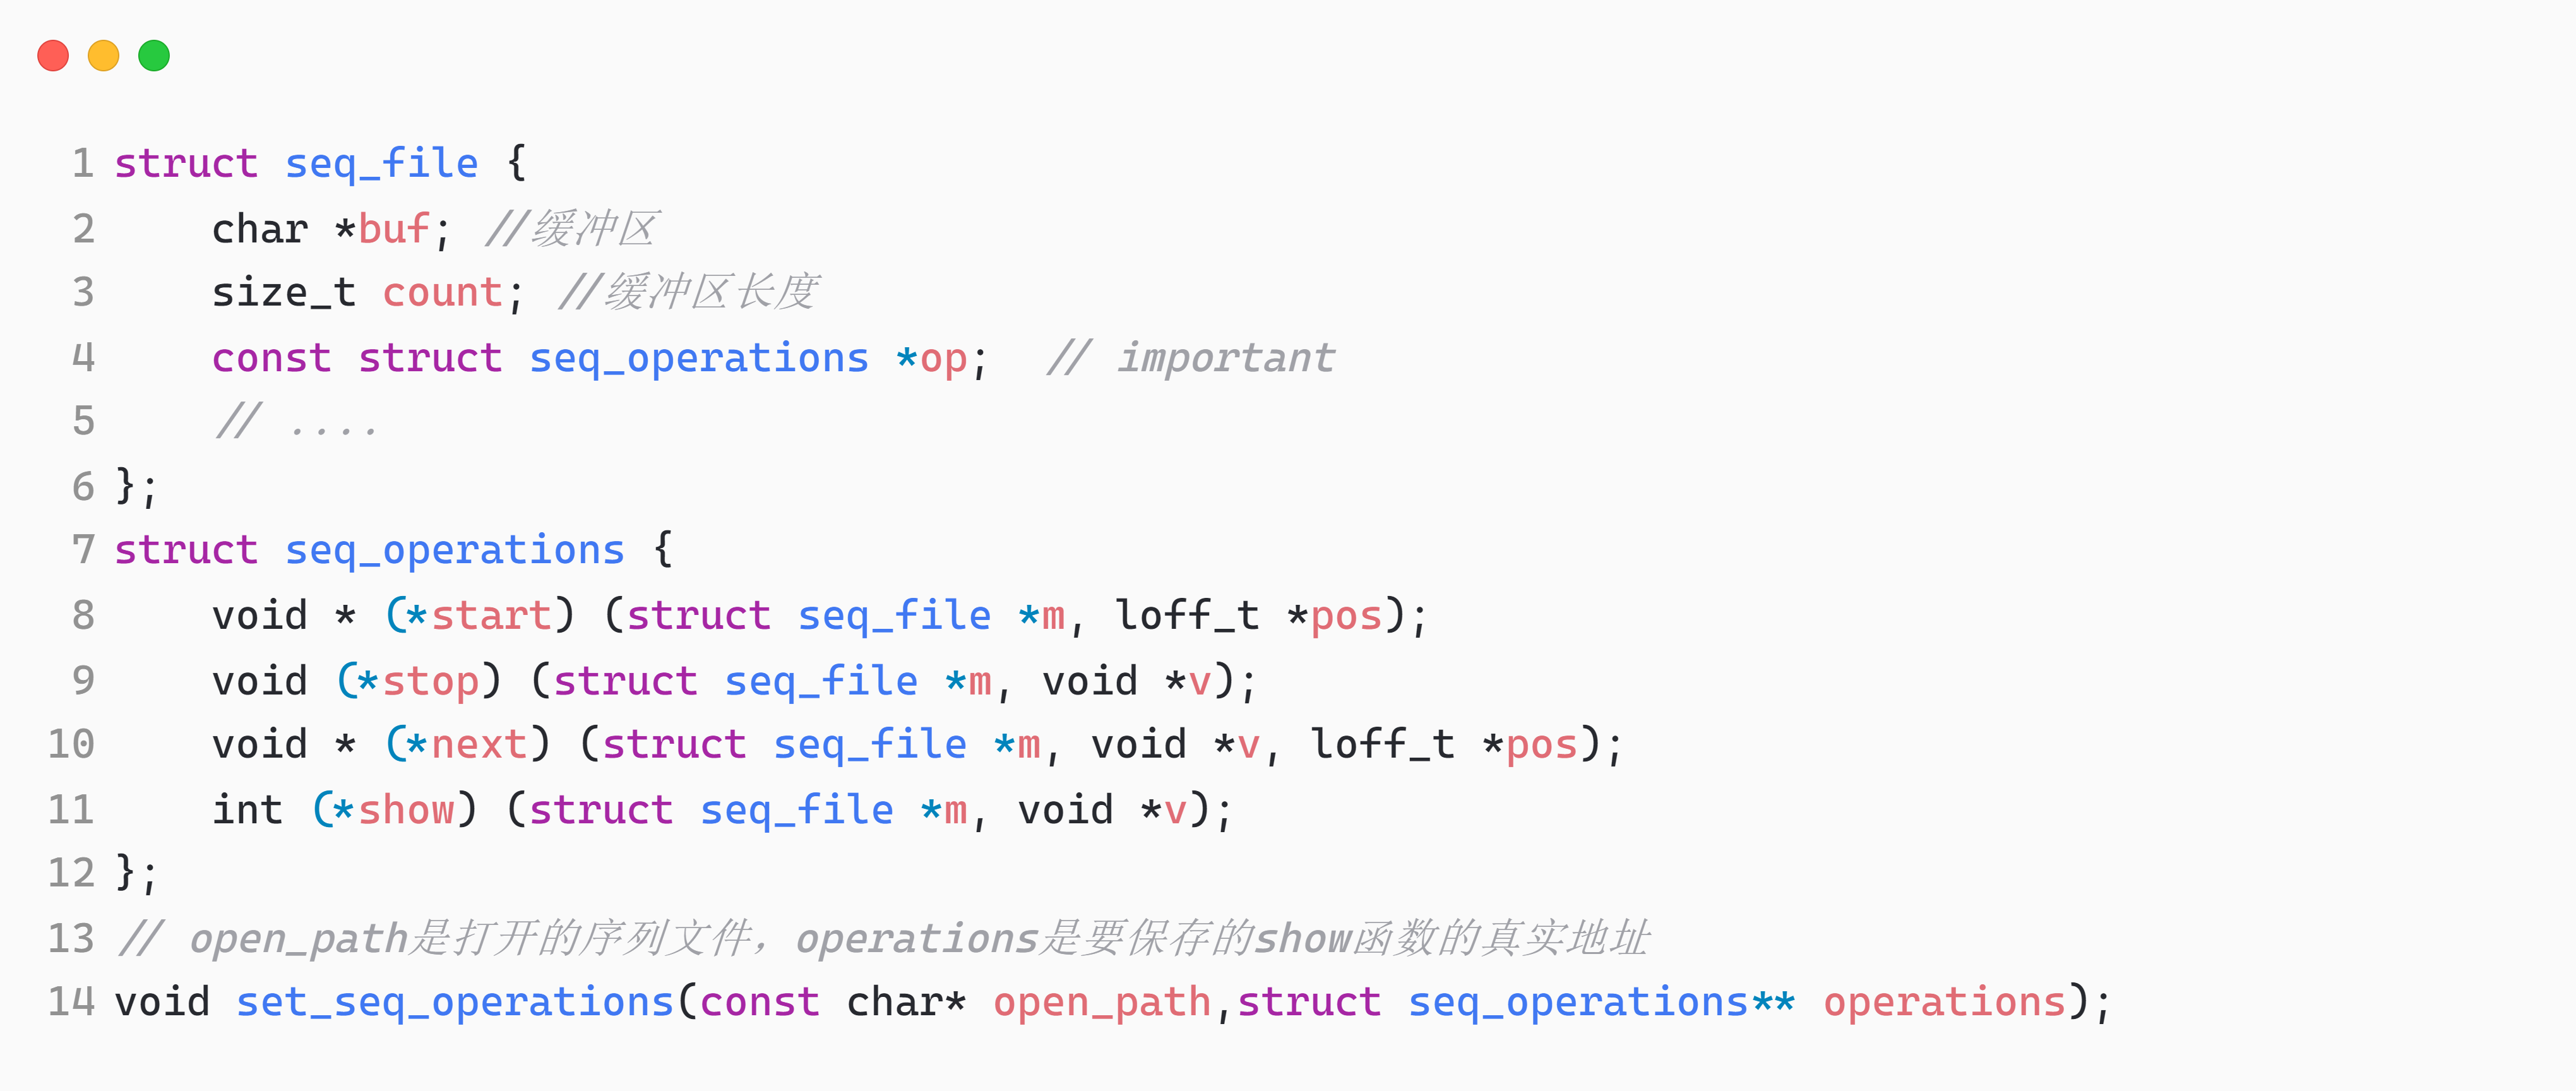 1 struct seq_file {
2     char *buf; //缓冲区
3     size_t count; //缓冲区长度
4     const struct seq_operations *op;  // important
5     // ....
6 };
7 struct seq_operations {
8     void * (*start) (struct seq_file *m, loff_t *pos);
9     void (*stop) (struct seq_file *m, void *v);
10     void * (*next) (struct seq_file *m, void *v, loff_t *pos);
11     int (*show) (struct seq_file *m, void *v);
12 };
13 // open_path是打开的序列文件，operations是要保存的show函数的真实地址
14 void set_seq_operations(const char* open_path,struct seq_operations** operations);